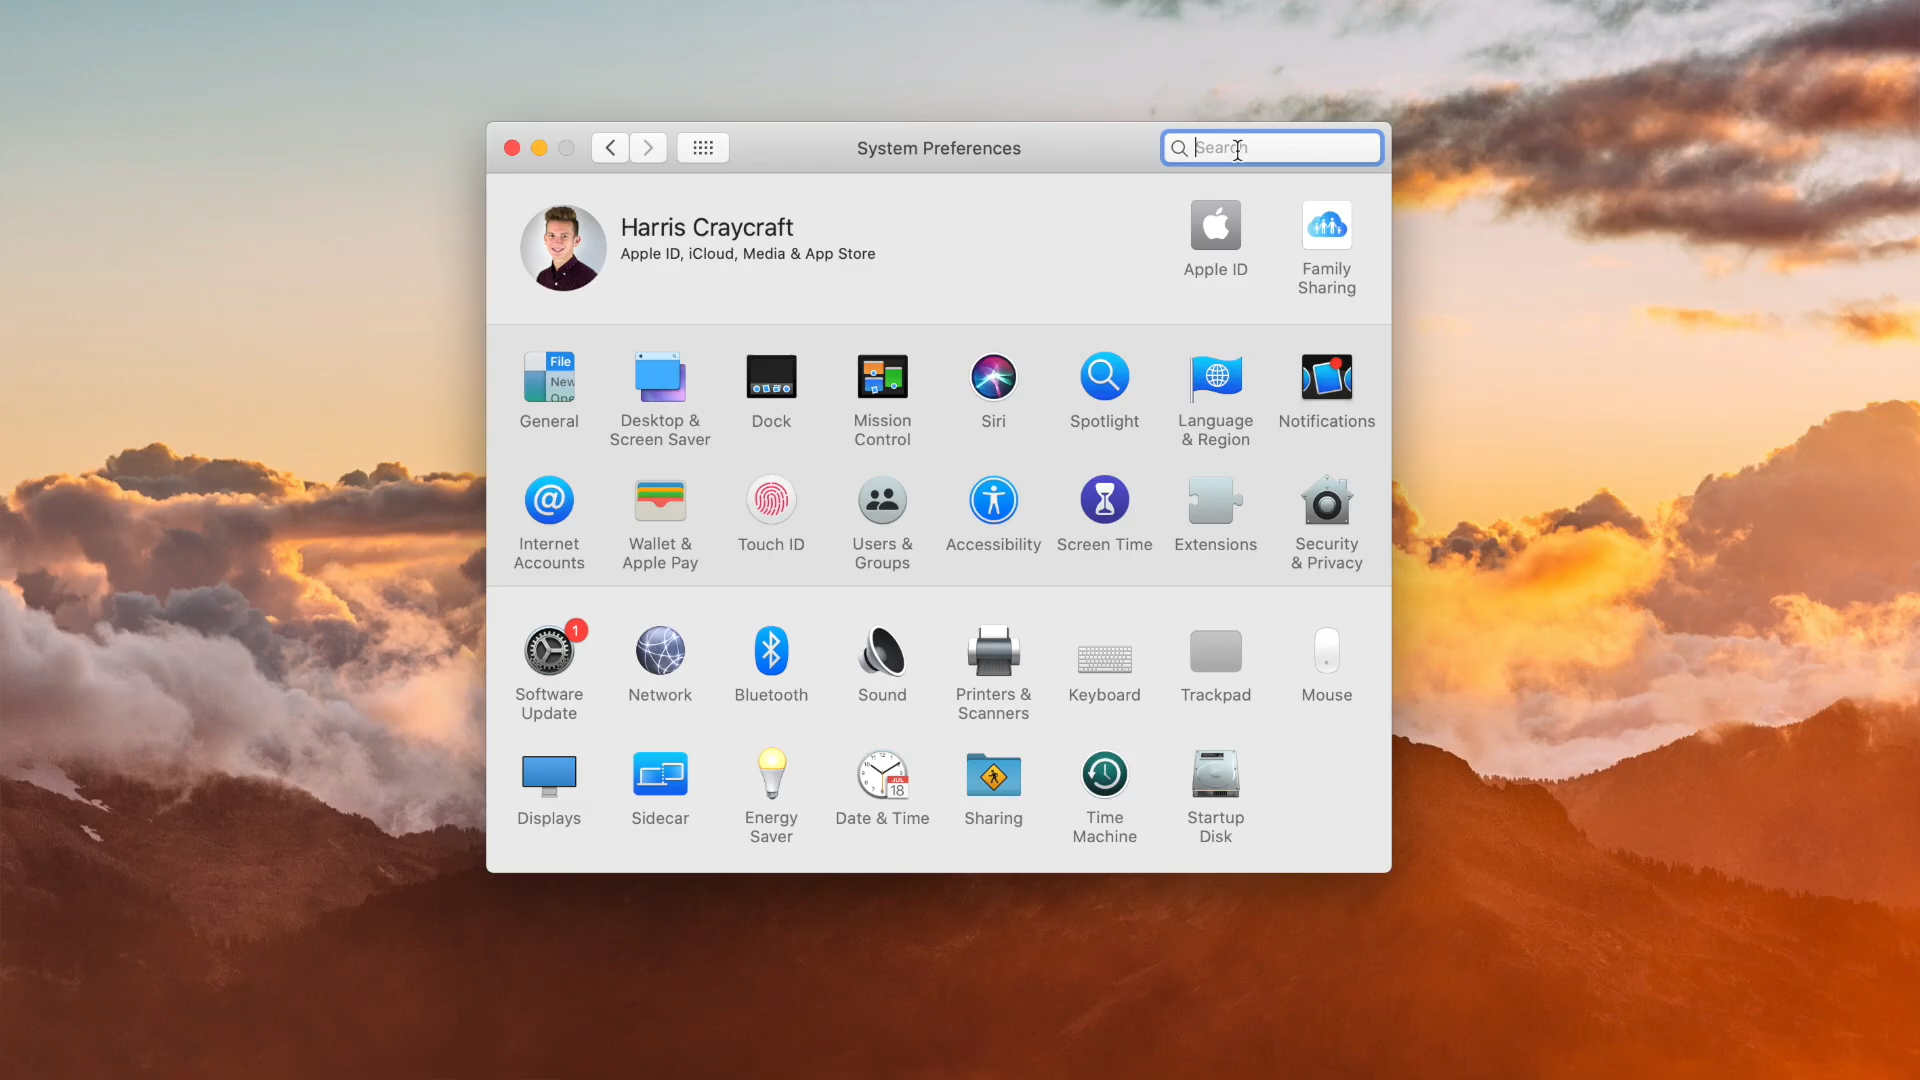 System Preferences
Search
Harris Craycraft
Apple ID, iCloud, Media & App Store
Apple ID
Family
Sharing
File
New
Ope
General
Desktop &
Screen Saver
Dock
Mission
Control
Siri
Spotlight
Language
& Region
Notifications
@
Internet
Accounts
Wallet &
Apple Pay
Touch ID
Users &
Groups
Accessibility
Screen Time
Extensions
Security
& Privacy
1
Software
Update
Network
Bluetooth
Sound
Printers &
Scanners
Keyboard
Trackpad
Mouse
Displays
Sidecar
Energy
Saver
JUL
18
Date & Time
Sharing
Time
Machine
Startup
Disk